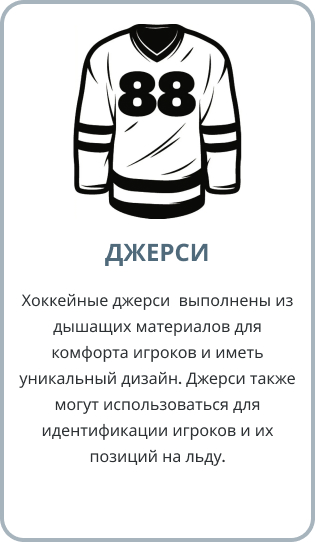 88
ДЖЕРСИ
Хоккейные джерси  выполнены из
дышащих материалов для
комфорта игроков и иметь
уникальный дизайн. Джерси также
могут использоваться для
идентификации игроков и их
позиций на льду.